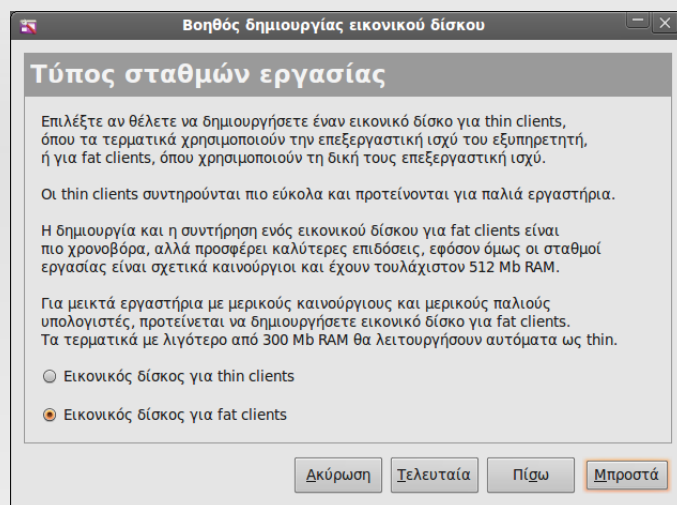 Βοηθός δημιουργίας εικονικού δίσκου
Τύπος σταθμών εργασίας
Επιλέξτε αν θέλετε να δημιουργήσετε έναν εικονικό δίσκο για thin clients,
όπου τα τερματικά χρησιμοποιούν την επεξεργαστική ισχύ του εξυπηρετητή,
ή για fat clients, όπου χρησιμοποιούν τη δική τους επεξεργαστική ισχύ.
Οι thin clients συντηρούνται πιο εύκολα και προτείνονται για παλιά εργαστήρια.
Η δημιουργία και η συντήρηση ενός εικονικού δίσκου για fat clients είναι
πιο χρονοβόρα, αλλά προσφέρει καλύτερες επιδόσεις, εφόσον όμως οι σταθμοί
εργασίας είναι σχετικά καινούργιοι και έχουν τουλάχιστον 512 Mb RAM.
Για μεικτά εργαστήρια με μερικούς καινούργιους και μερικούς παλιούς
υπολογιστές, προτείνεται να δημιουργήσετε εικονικό δίσκο για fat clients.
Τα τερματικά με λιγότερο από 300 Mb RAM θα λειτουργήσουν αυτόματα ως thin.
Εικονικός δίσκος για thin clients
Εικονικός δίσκος για fat clients
Ακύρωση Τελευταία Πίσω Μπροστά